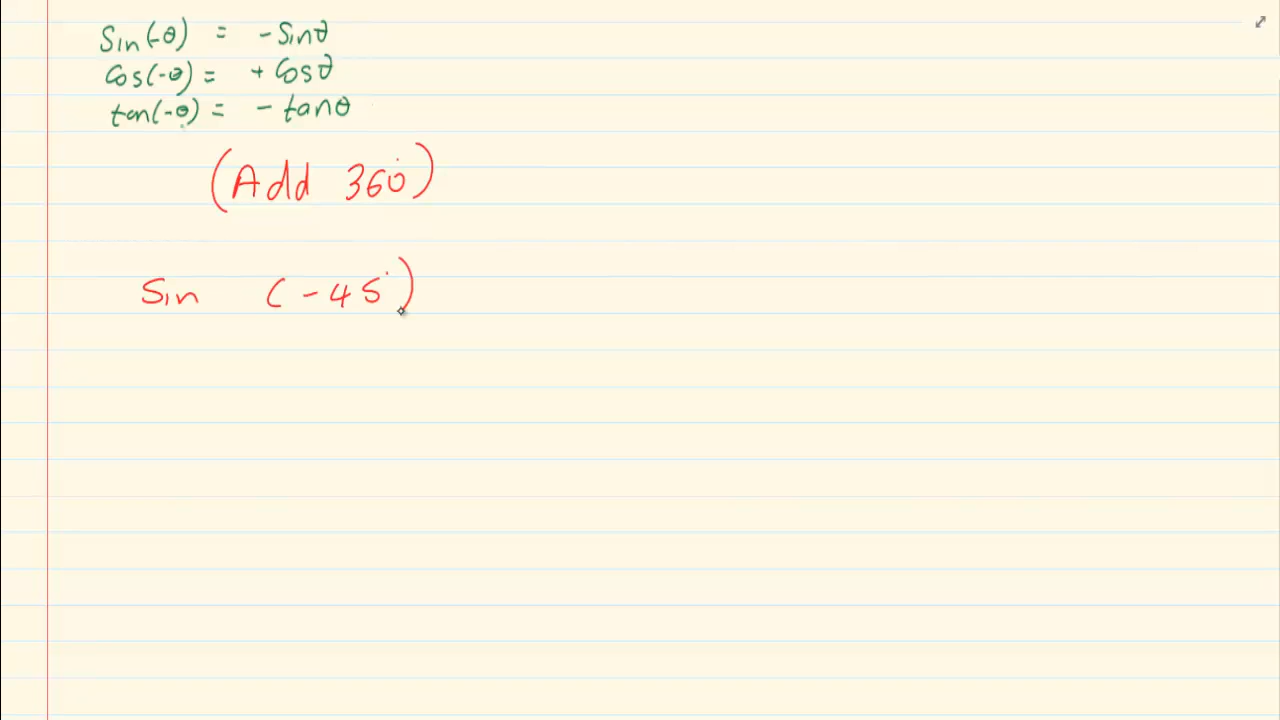 Sin(-θ) = - Sinθ
Cos(-θ) = + Cosθ
tan(-θ) = - tanθ
(Add 360°)
Sin (-45°)